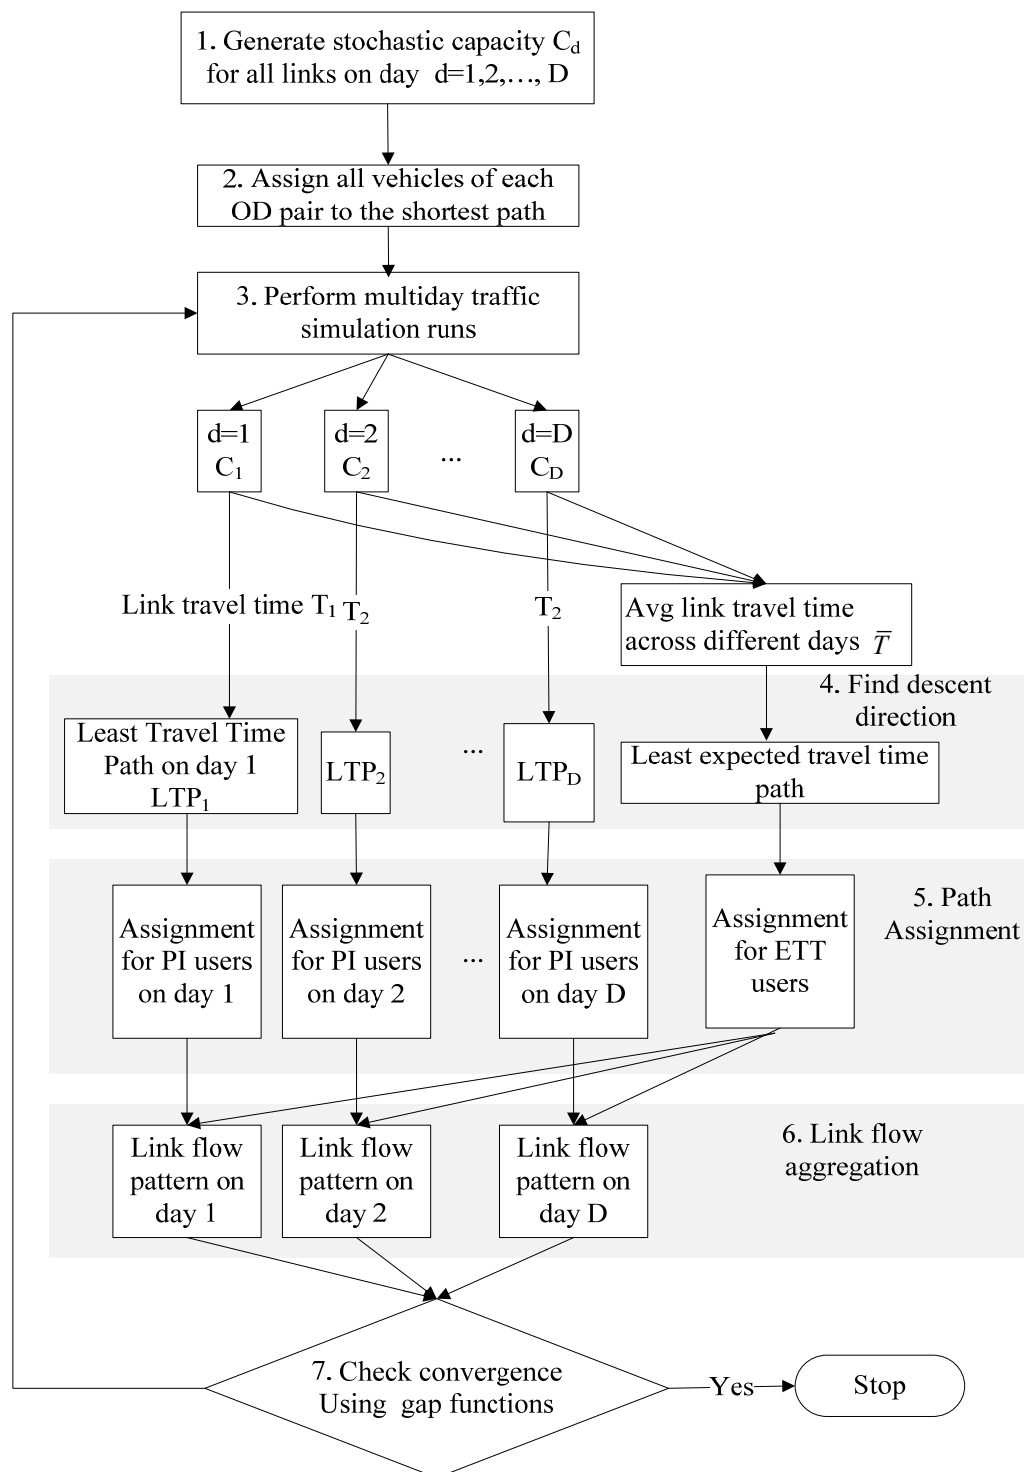 1. Generate stochastic capacity C_d
for all links on day d=1,2,…, D
2. Assign all vehicles of each
OD pair to the shortest path
3. Perform multiday traffic
simulation runs
d=1
C₁
d=2
C₂
...
d=D
C_D
Link travel time T₁
T₂
T₂
Avg link travel time
across different days T̅
4. Find descent
direction
Least Travel Time
Path on day 1
LTP₁
LTP₂
...
LTP_D
Least expected travel time
path
5. Path
Assignment
Assignment
for PI users
on day 1
Assignment
for PI users
on day 2
...
Assignment
for PI users
on day D
Assignment
for ETT
users
6. Link flow
aggregation
Link flow
pattern on
day 1
Link flow
pattern on
day 2
Link flow
pattern on
day D
7. Check convergence
Using gap functions
Yes
Stop